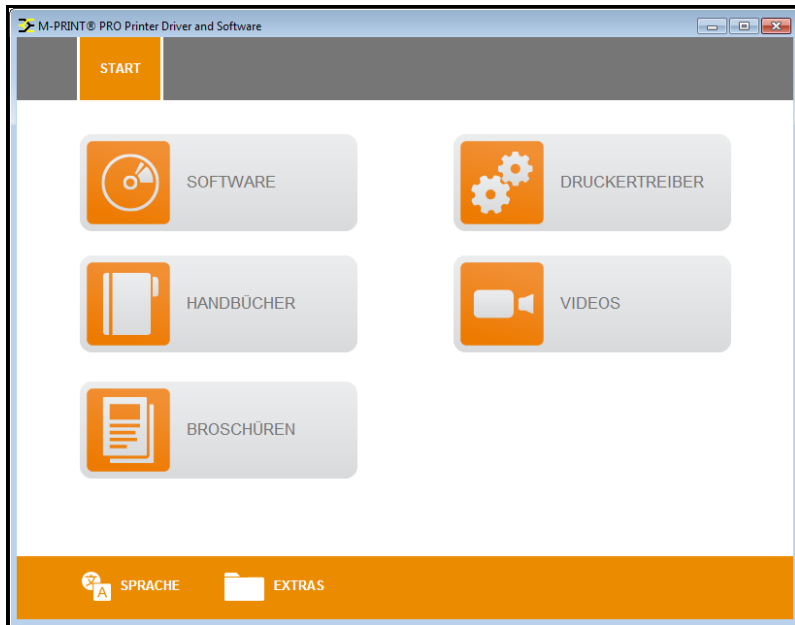 M-PRINT® PRO Printer Driver and Software
START
SOFTWARE
DRUCKERTREIBER
HANDBÜCHER
VIDEOS
BROSCHÜREN
SPRACHE
EXTRAS